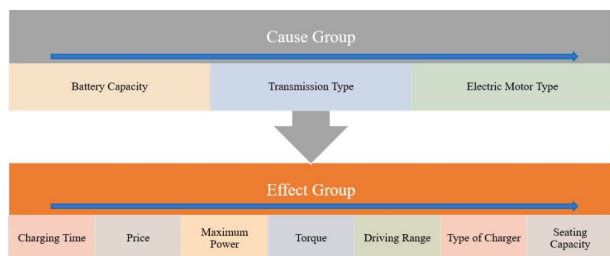 Cause Group
Battery Capacity
Transmission Type
Electric Motor Type
Effect Group
Charging Time
Price
Maximum
Power
Torque
Driving Range
Type of Charger
Seating
Capacity